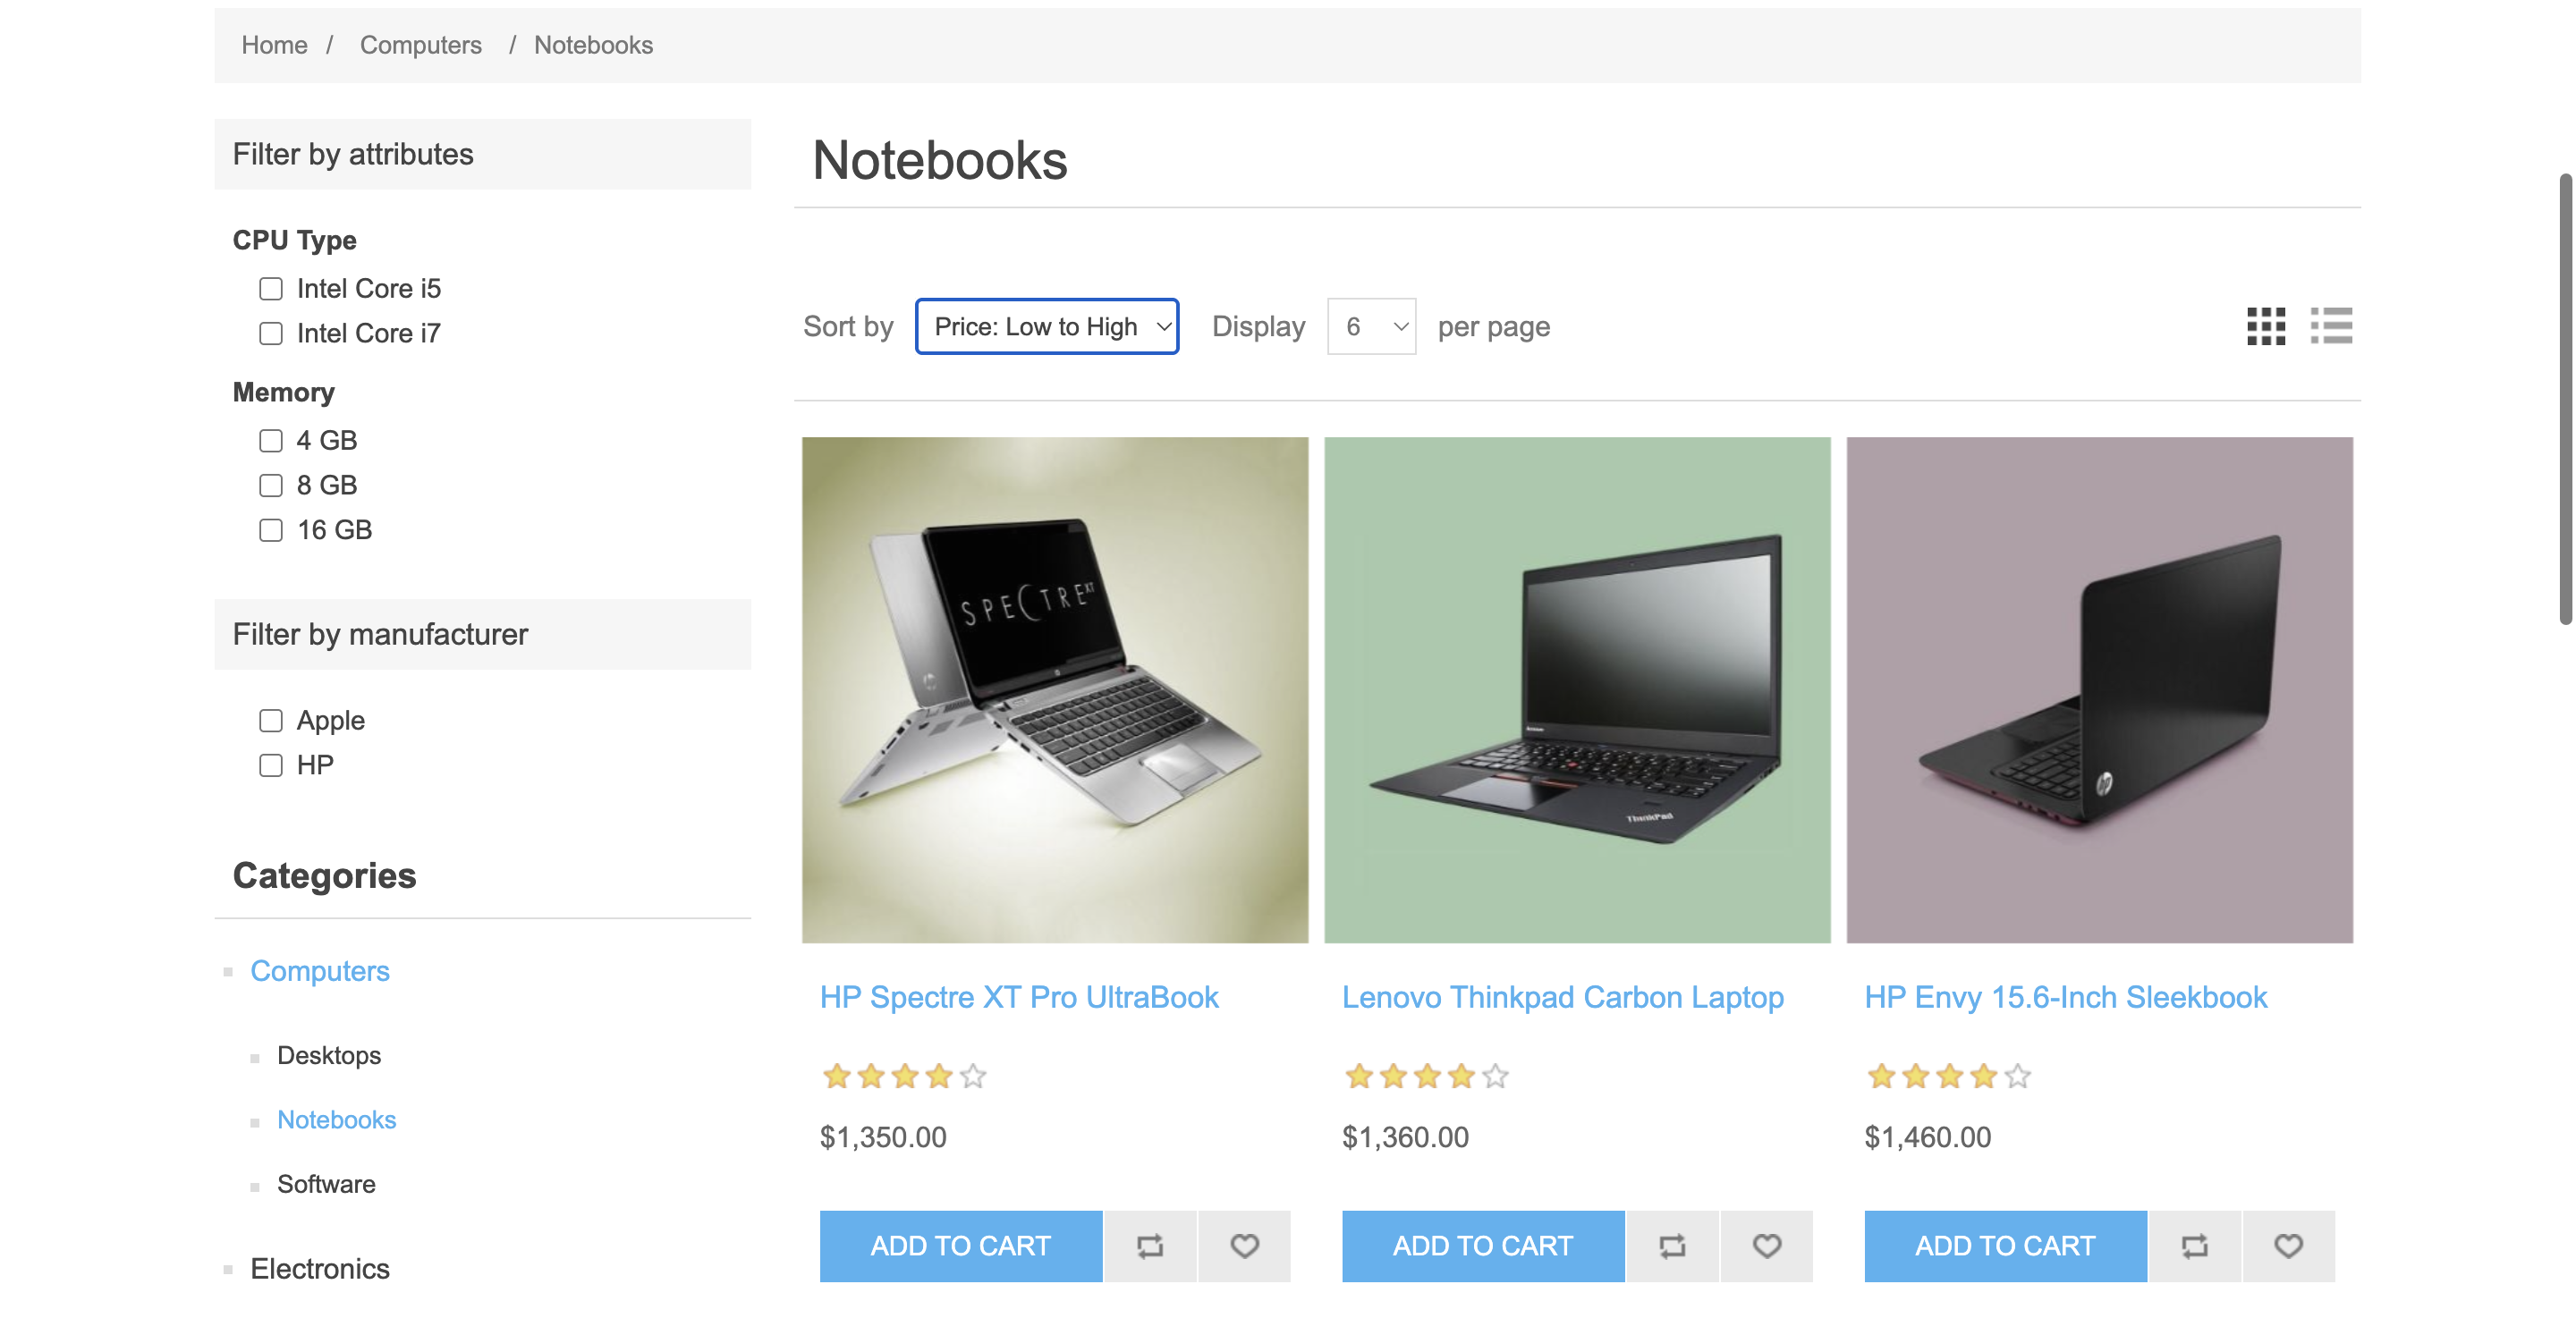 Home / Computers / Notebooks
Filter by attributes
CPU Type
Intel Core i5
Intel Core i7
Memory
4 GB
8 GB
16 GB
Filter by manufacturer
Apple
HP
Categories
Computers
Desktops
Notebooks
Software
Electronics
Notebooks
Sort by Price: Low to High Display 6 per page
SPECTRE XT
ThinkPad
hp
HP Spectre XT Pro UltraBook
$1,350.00
ADD TO CART
Lenovo Thinkpad Carbon Laptop
$1,360.00
ADD TO CART
HP Envy 15.6-Inch Sleekbook
$1,460.00
ADD TO CART